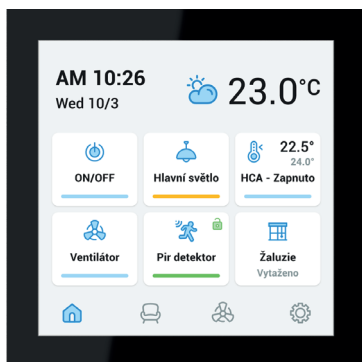 AM 10:26
Wed 10/3
23.0°C
ON/OFF
Hlavní světlo
22.5°
24.0°
HCA - Zapnuto
Ventilátor
Pir detektor
Žaluzie
Vytaženo